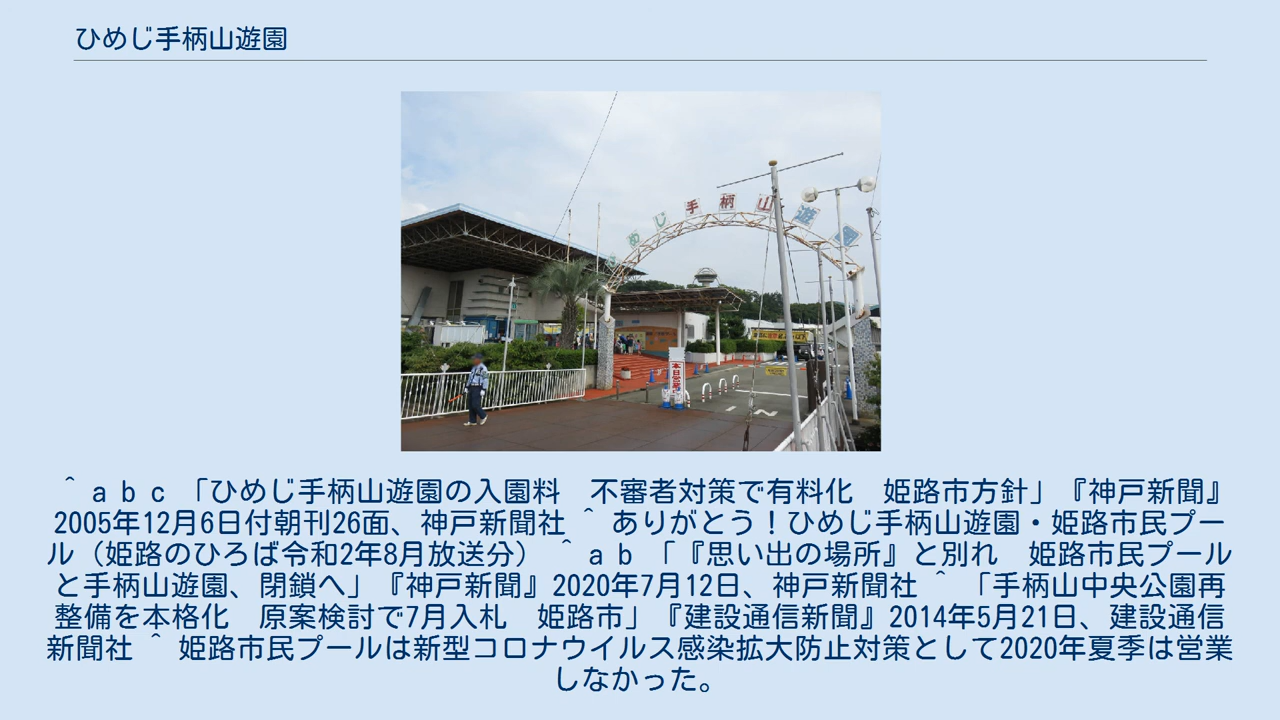 ひめじ手柄山遊園
めじ手柄山遊園
本日営業
＾ ａ ｂ ｃ 「ひめじ手柄山遊園の入園料　不審者対策で有料化　姫路市方針」『神戸新聞』
2005年12月6日付朝刊26面、神戸新聞社 ＾ ありがとう！ひめじ手柄山遊園・姫路市民プー
ル（姫路のひろば令和2年8月放送分） ＾ ａ ｂ 「『思い出の場所』と別れ　姫路市民プール
と手柄山遊園、閉鎖へ」『神戸新聞』2020年7月12日、神戸新聞社 ＾ 「手柄山中央公園再
整備を本格化　原案検討で7月入札　姫路市」『建設通信新聞』2014年5月21日、建設通信
新聞社 ＾ 姫路市民プールは新型コロナウイルス感染拡大防止対策として2020年夏季は営業
しなかった。